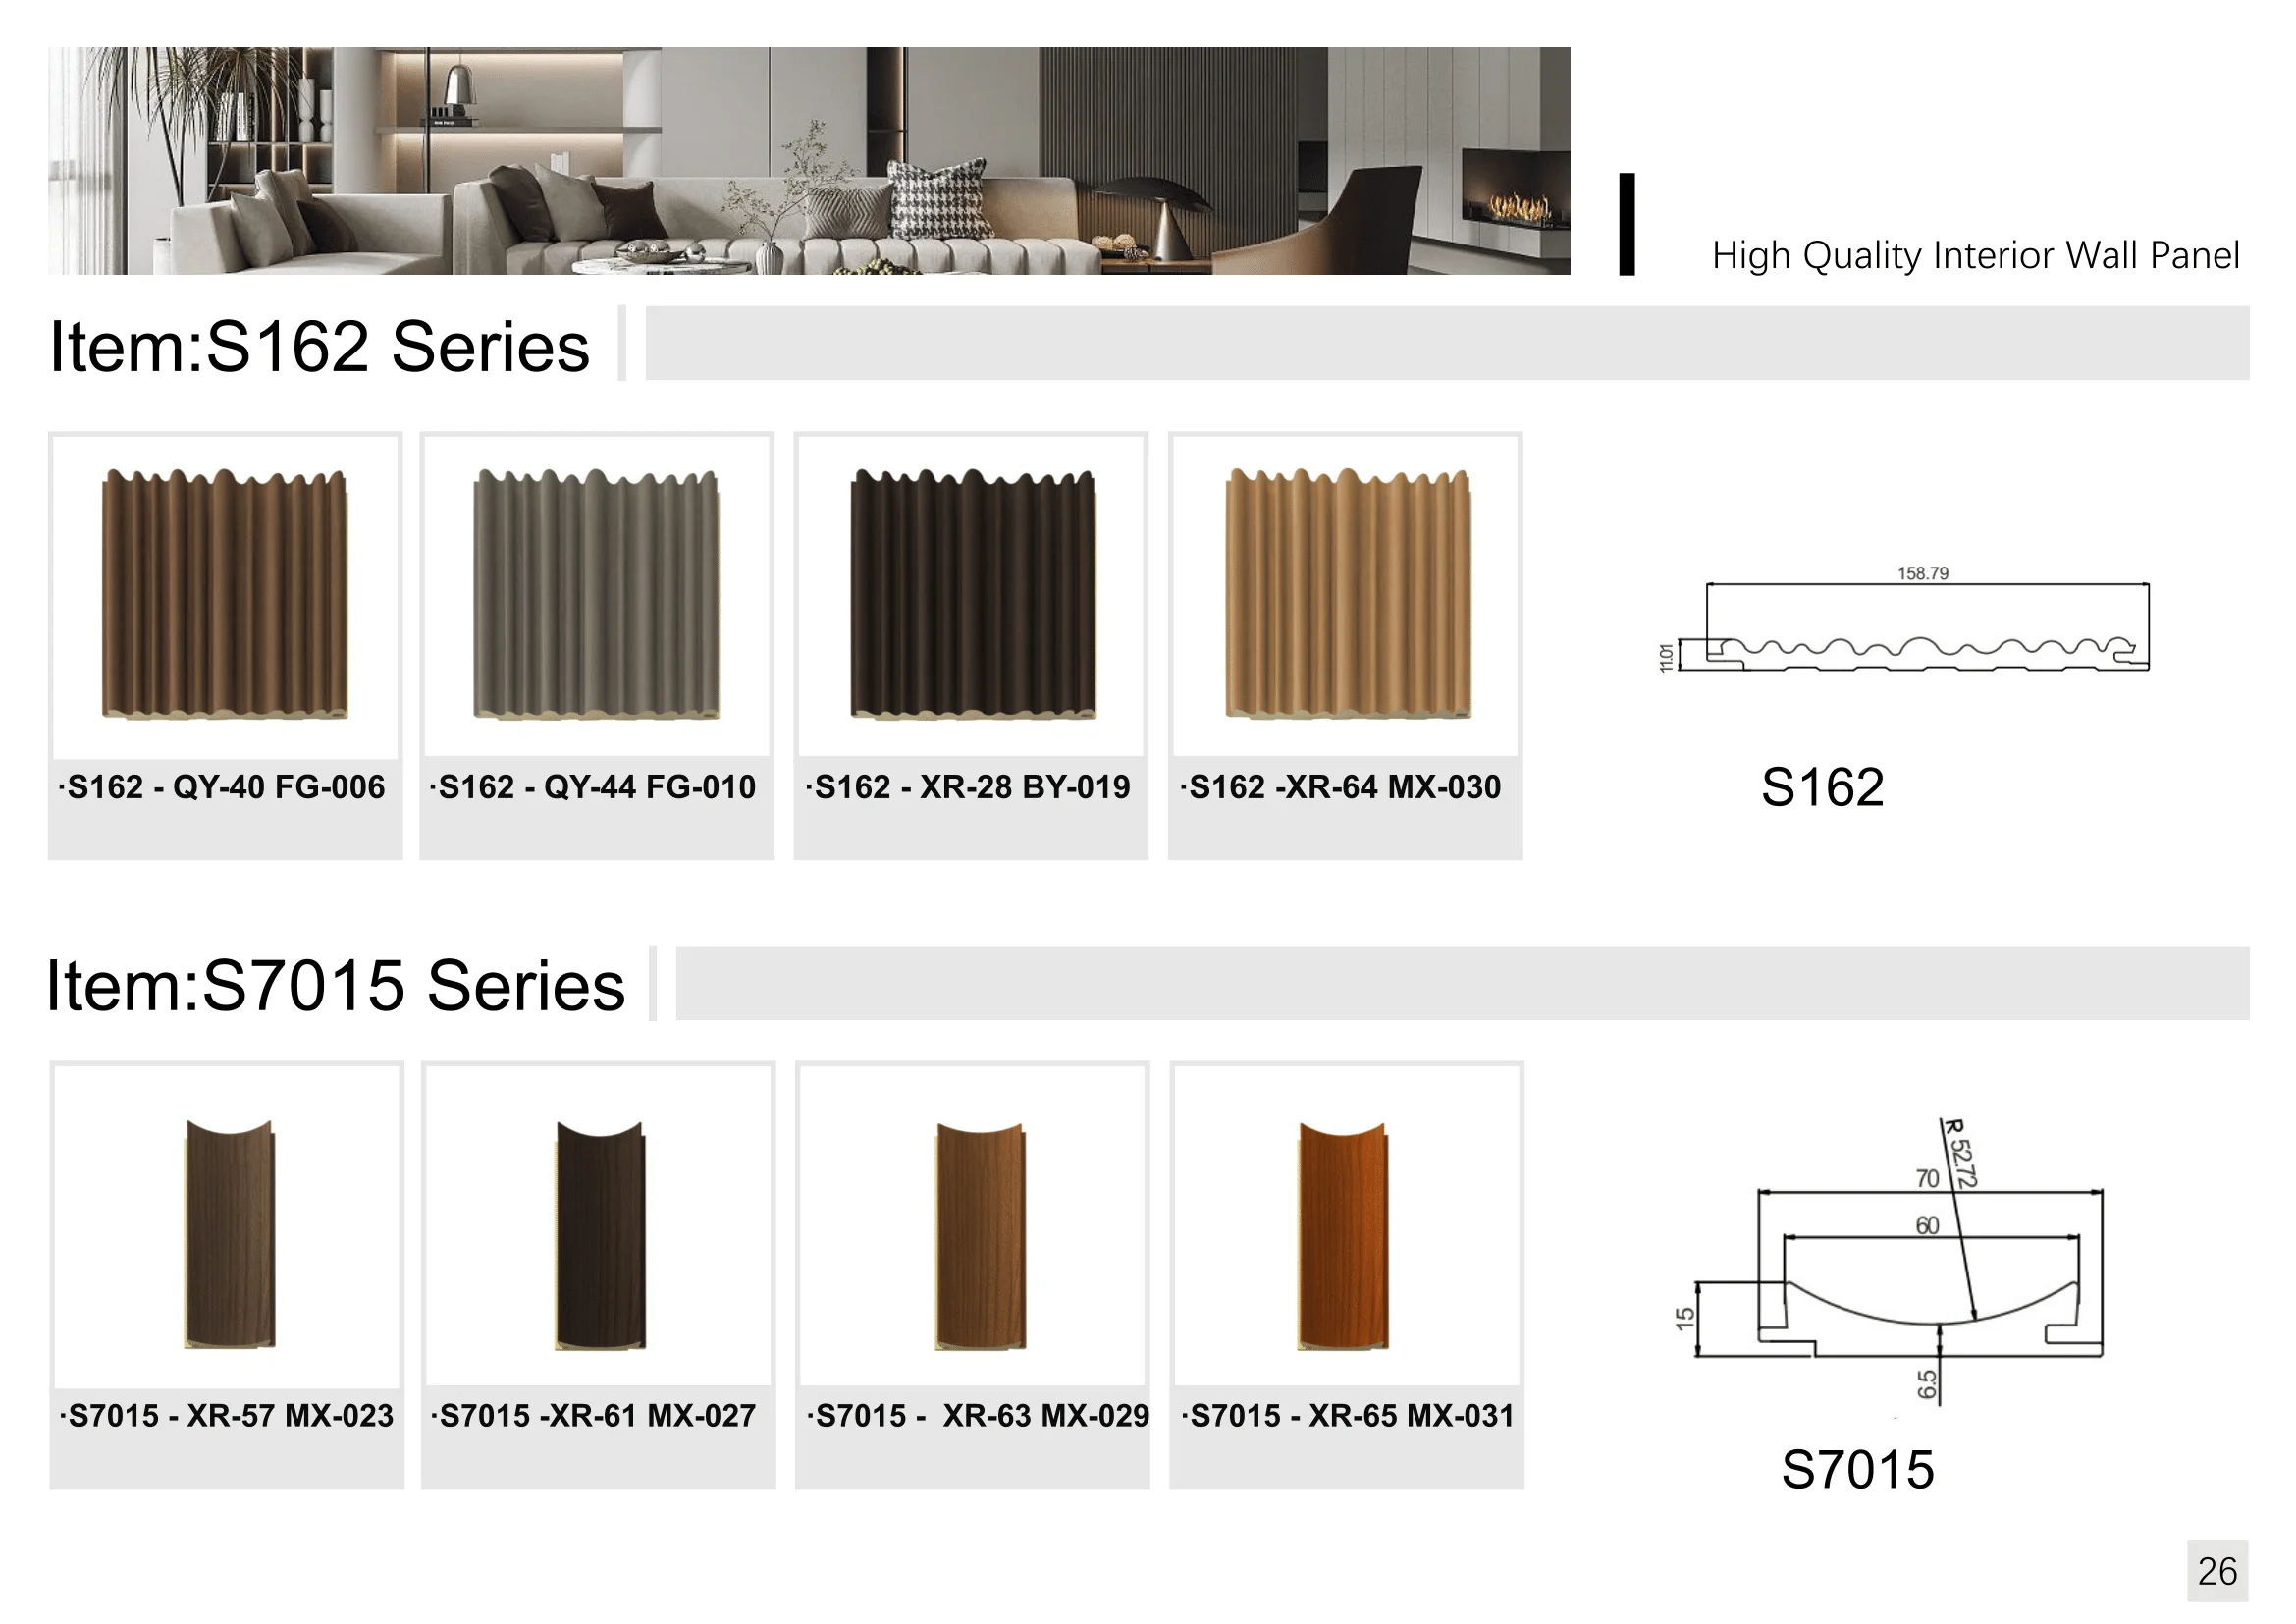 High Quality Interior Wall Panel
Item:S162 Series
·S162 - QY-40 FG-006
·S162 - QY-44 FG-010
·S162 - XR-28 BY-019
·S162 -XR-64 MX-030
158.79
11.01
S162
Item:S7015 Series
·S7015 - XR-57 MX-023
·S7015 -XR-61 MX-027
·S7015 -  XR-63 MX-029
·S7015 - XR-65 MX-031
R 52.72
70
60
15
6.5
S7015
26